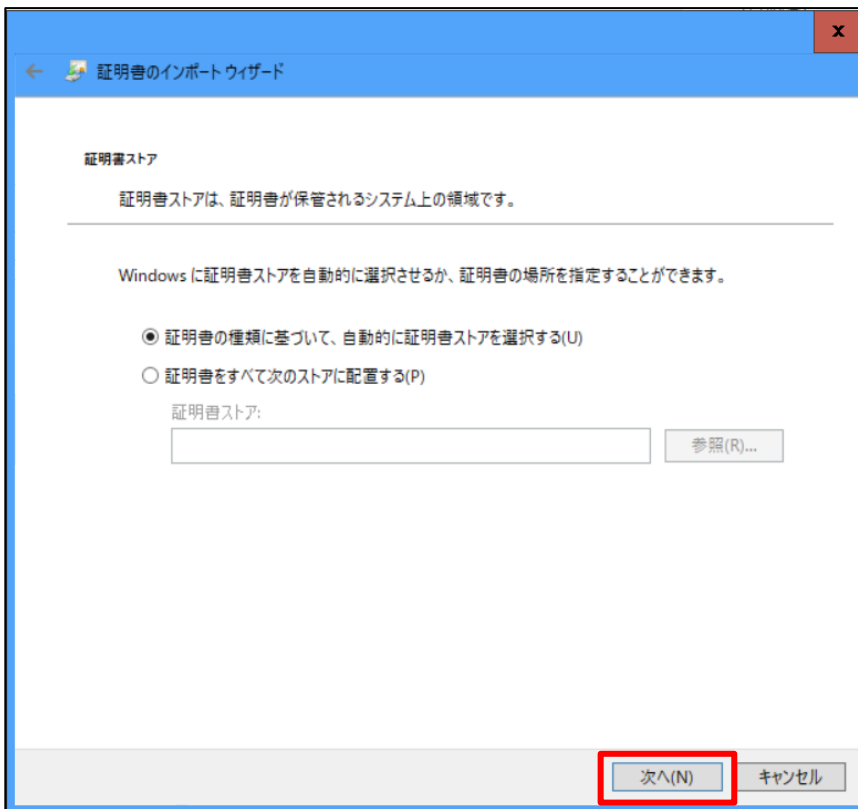 x
証明書のインポート ウィザード
証明書ストア
証明書ストアは、証明書が保管されるシステム上の領域です。
Windows に証明書ストアを自動的に選択させるか、証明書の場所を指定することができます。
証明書の種類に基づいて、自動的に証明書ストアを選択する(U)
証明書をすべて次のストアに配置する(P)
証明書ストア:
参照(R)...
次へ(N) キャンセル